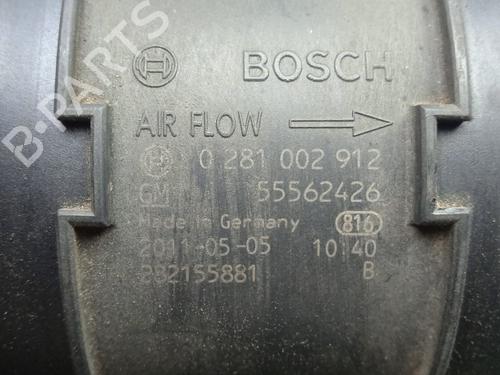 B-PARTS
BOSCH
AIR FLOW
0 281 002 912
GM 55562426
Made in Germany 816
2011-05-05 10:40
282155881 B